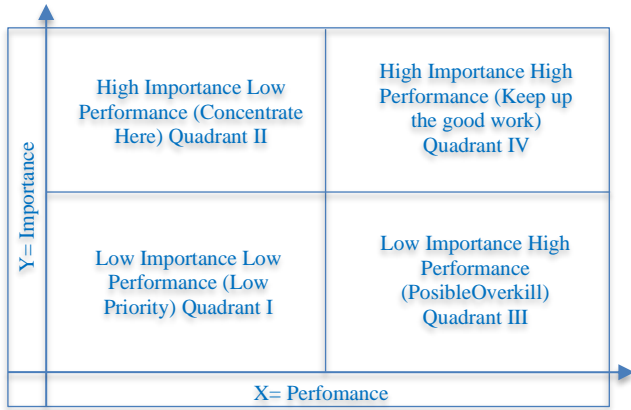 High Importance Low
Performance (Concentrate
Here) Quadrant II
High Importance High
Performance (Keep up
the good work)
Quadrant IV
Y= Importance
Low Importance Low
Performance (Low
Priority) Quadrant I
Low Importance High
Performance
(PosibleOverkill)
Quadrant III
X= Perfomance